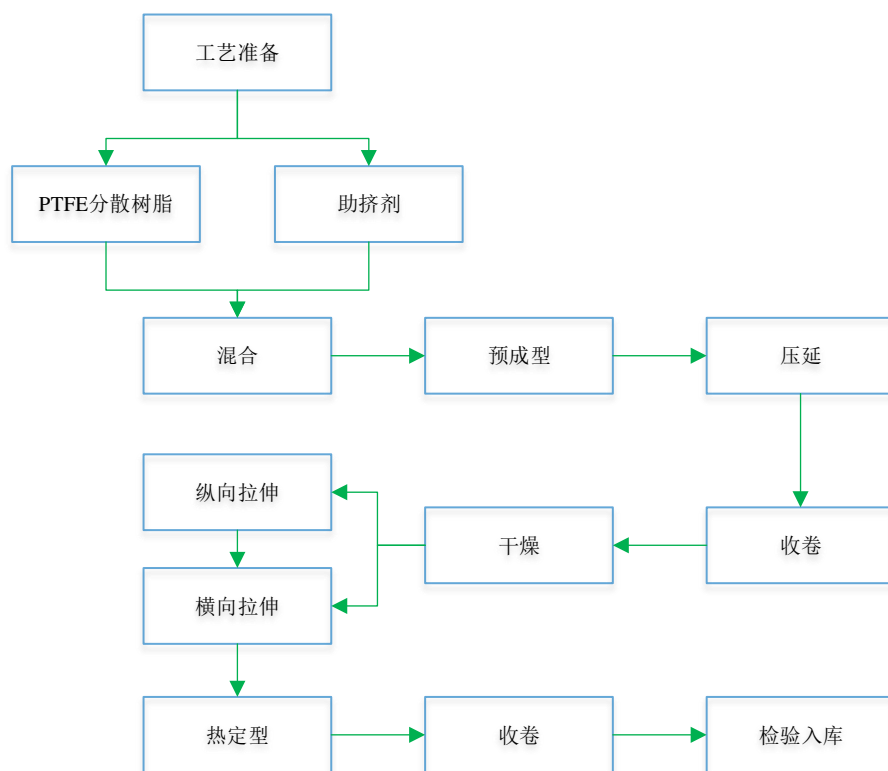 工艺准备
PTFE分散树脂
助挤剂
混合
预成型
压延
纵向拉伸
干燥
收卷
横向拉伸
热定型
收卷
检验入库